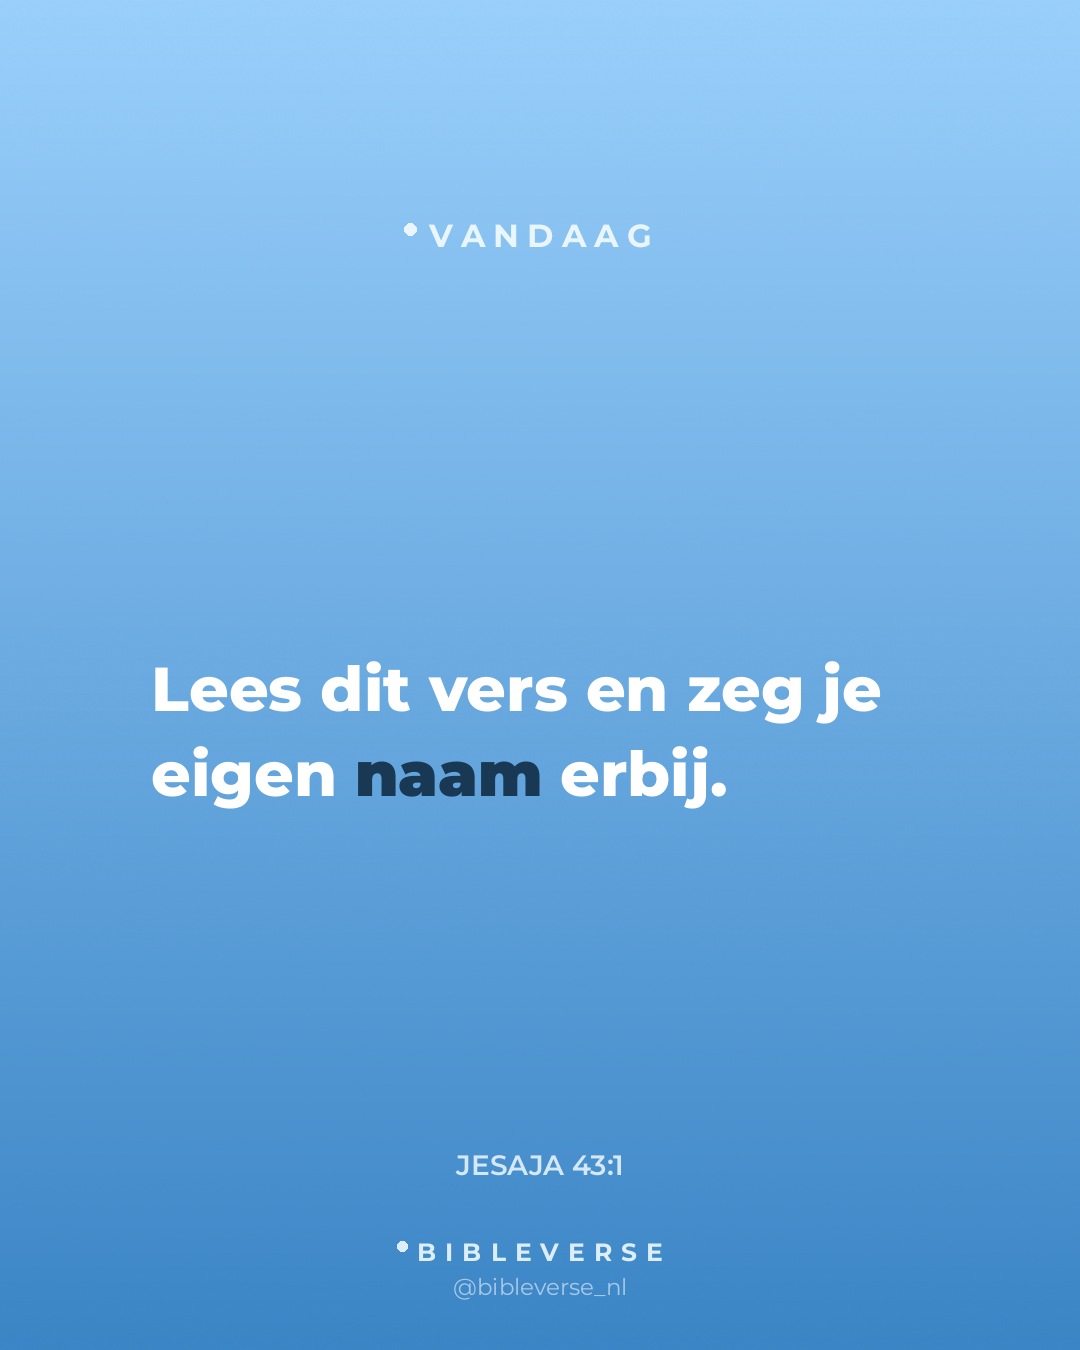 VANDAAG
Lees dit vers en zeg je
eigen naam erbij.
JESAJA 43:1
BIBLEVERSE
@bibleverse_nl